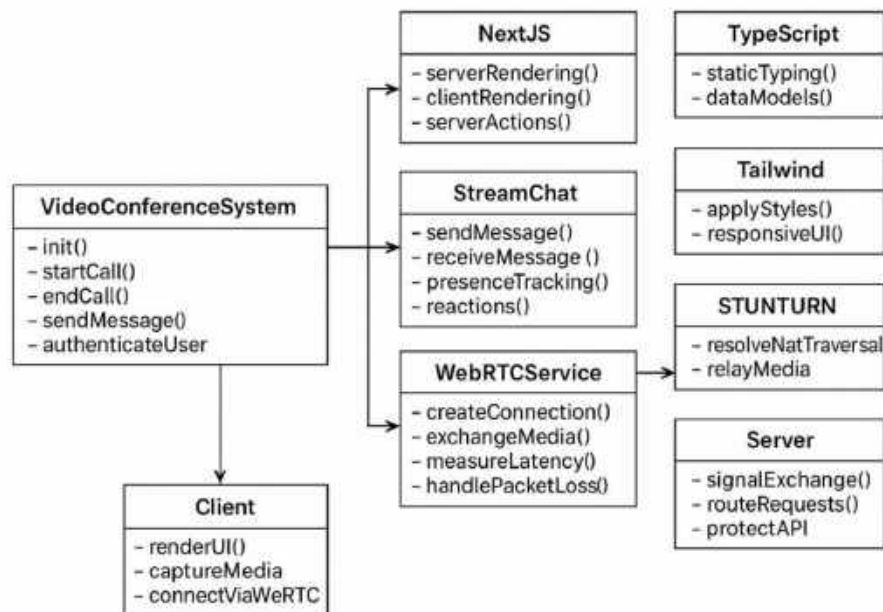 NextJS
– serverRendering()
– clientRendering()
– serverActions()
TypeScript
– staticTyping()
– dataModels()
VideoConferenceSystem
– init()
– startCall()
– endCall()
– sendMessage()
– authenticateUser
StreamChat
– sendMessage()
– receiveMessage ()
– presenceTracking()
– reactions()
Tailwind
– applyStyles()
– responsiveUI()
STUNTURN
– resolveNatTraversal
– relayMedia
WebRTCService
– createConnection()
– exchangeMedia()
– measureLatency()
– handlePacketLoss()
Server
– signalExchange()
– routeRequests()
– protectAPI
Client
– renderUI()
– captureMedia
– connectViaWeRTC